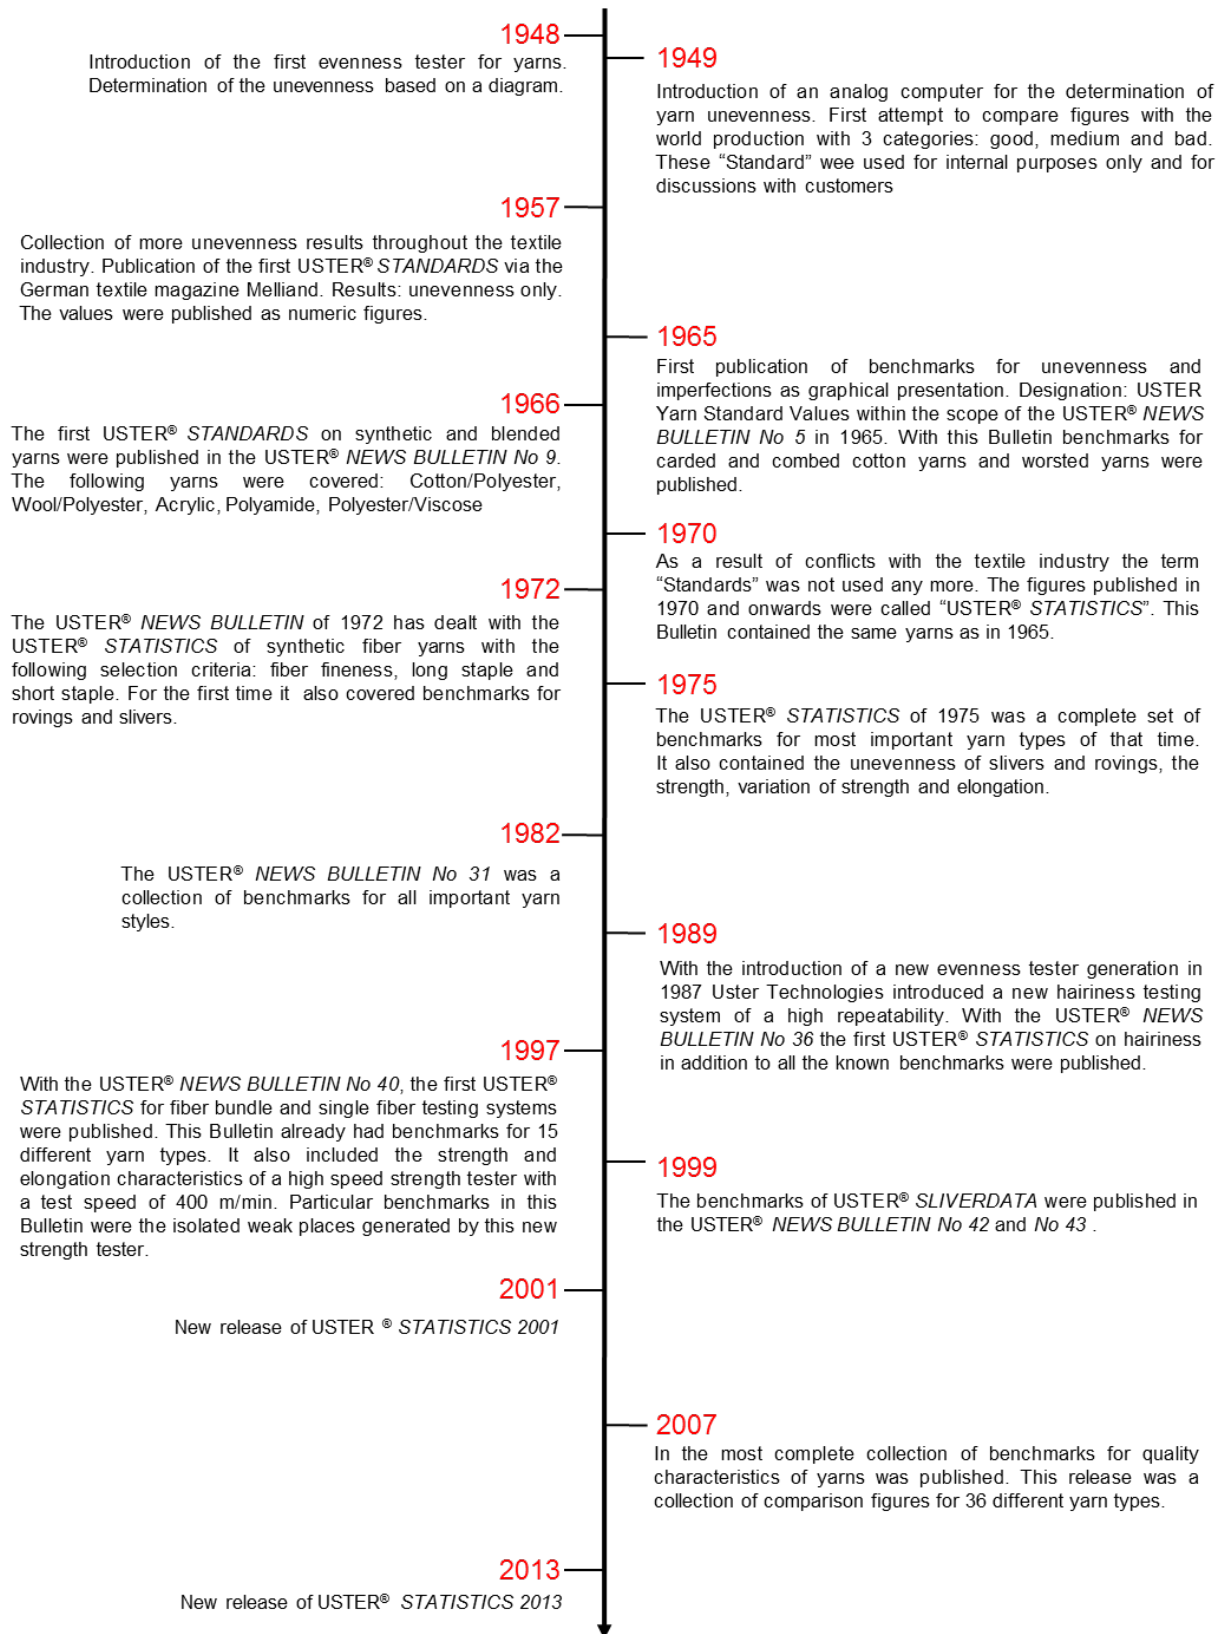 1948
Introduction of the first evenness tester for yarns.
Determination of the unevenness based on a diagram.
1949
Introduction of an analog computer for the determination of
yarn unevenness. First attempt to compare figures with the
world production with 3 categories: good, medium and bad.
These “Standard” wee used for internal purposes only and for
discussions with customers
1957
Collection of more unevenness results throughout the textile
industry. Publication of the first USTER® STANDARDS via the
German textile magazine Melliand. Results: unevenness only.
The values were published as numeric figures.
1965
First publication of benchmarks for unevenness and
imperfections as graphical presentation. Designation: USTER
Yarn Standard Values within the scope of the USTER® NEWS
BULLETIN No 5 in 1965. With this Bulletin benchmarks for
carded and combed cotton yarns and worsted yarns were
published.
1966
The first USTER® STANDARDS on synthetic and blended
yarns were published in the USTER® NEWS BULLETIN No 9.
The following yarns were covered: Cotton/Polyester,
Wool/Polyester, Acrylic, Polyamide, Polyester/Viscose
1970
As a result of conflicts with the textile industry the term
“Standards” was not used any more. The figures published in
1970 and onwards were called “USTER® STATISTICS”. This
Bulletin contained the same yarns as in 1965.
1972
The USTER® NEWS BULLETIN of 1972 has dealt with the
USTER® STATISTICS of synthetic fiber yarns with the
following selection criteria: fiber fineness, long staple and
short staple. For the first time it also covered benchmarks for
rovings and slivers.
1975
The USTER® STATISTICS of 1975 was a complete set of
benchmarks for most important yarn types of that time.
It also contained the unevenness of slivers and rovings, the
strength, variation of strength and elongation.
1982
The USTER® NEWS BULLETIN No 31 was a
collection of benchmarks for all important yarn
styles.
1989
With the introduction of a new evenness tester generation in
1987 Uster Technologies introduced a new hairiness testing
system of a high repeatability. With the USTER® NEWS
BULLETIN No 36 the first USTER® STATISTICS on hairiness
in addition to all the known benchmarks were published.
1997
With the USTER® NEWS BULLETIN No 40, the first USTER®
STATISTICS for fiber bundle and single fiber testing systems
were published. This Bulletin already had benchmarks for 15
different yarn types. It also included the strength and
elongation characteristics of a high speed strength tester with
a test speed of 400 m/min. Particular benchmarks in this
Bulletin were the isolated weak places generated by this new
strength tester.
1999
The benchmarks of USTER® SLIVERDATA were published in
the USTER® NEWS BULLETIN No 42 and No 43 .
2001
New release of USTER ® STATISTICS 2001
2007
In the most complete collection of benchmarks for quality
characteristics of yarns was published. This release was a
collection of comparison figures for 36 different yarn types.
2013
New release of USTER® STATISTICS 2013